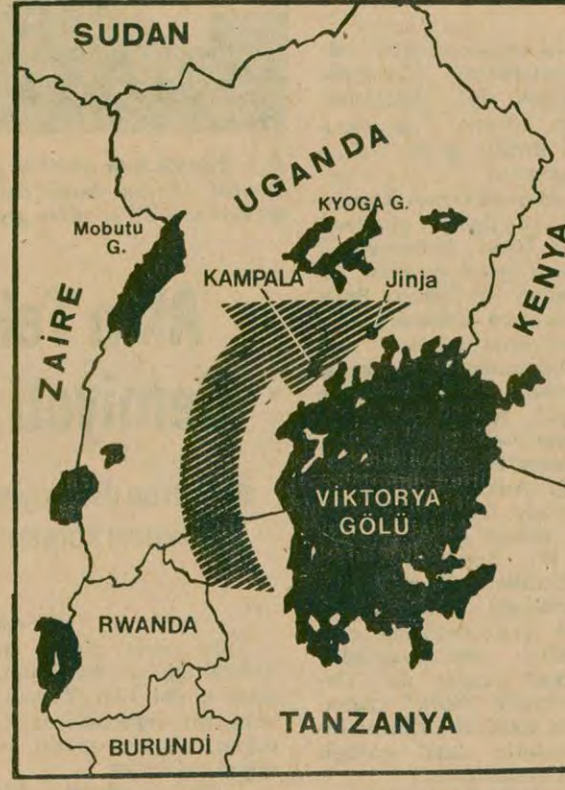 SUDAN
UGANDA
KYOGA G.
Mobutu
G.
KAMPALA
Jinja
ZAİRE
KENYA
VİKTORYA
GÖLÜ
RWANDA
TANZANYA
BURUNDİ